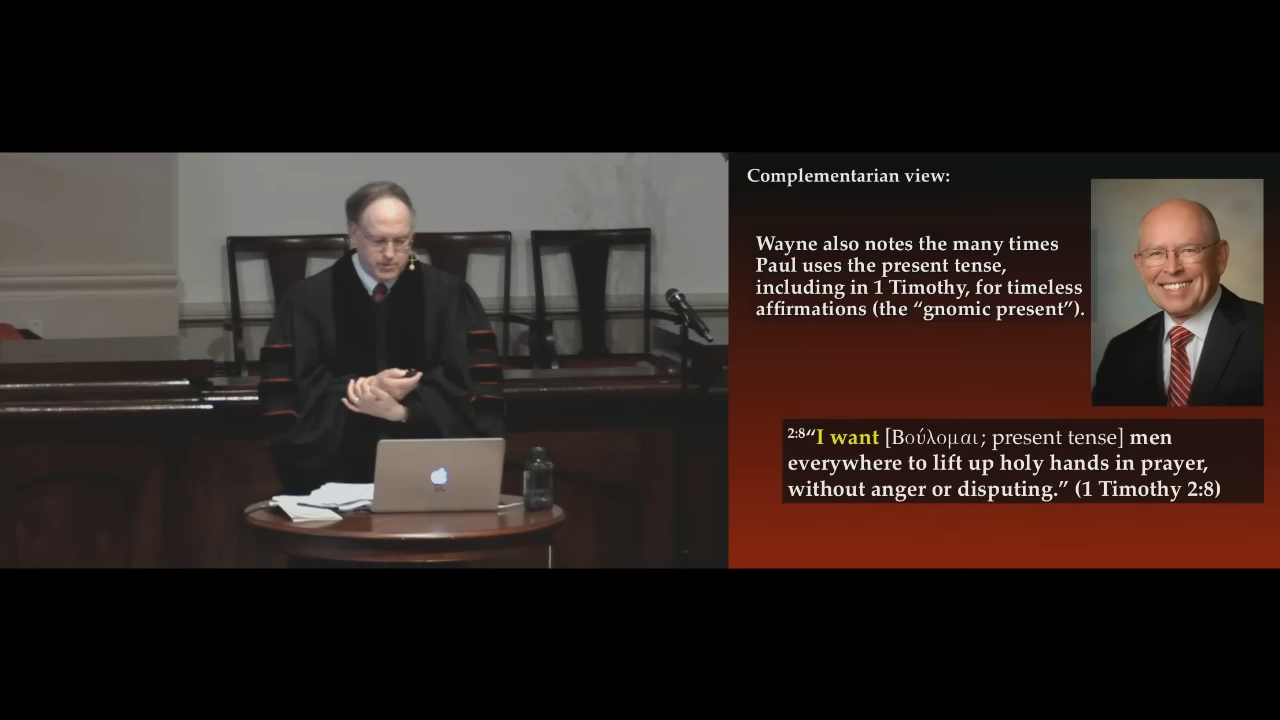 Complementarian view:
Wayne also notes the many times
Paul uses the present tense,
including in 1 Timothy, for timeless
affirmations (the “gnomic present”).
2:8“I want [Βούλομαι; present tense] men
everywhere to lift up holy hands in prayer,
without anger or disputing.” (1 Timothy 2:8)